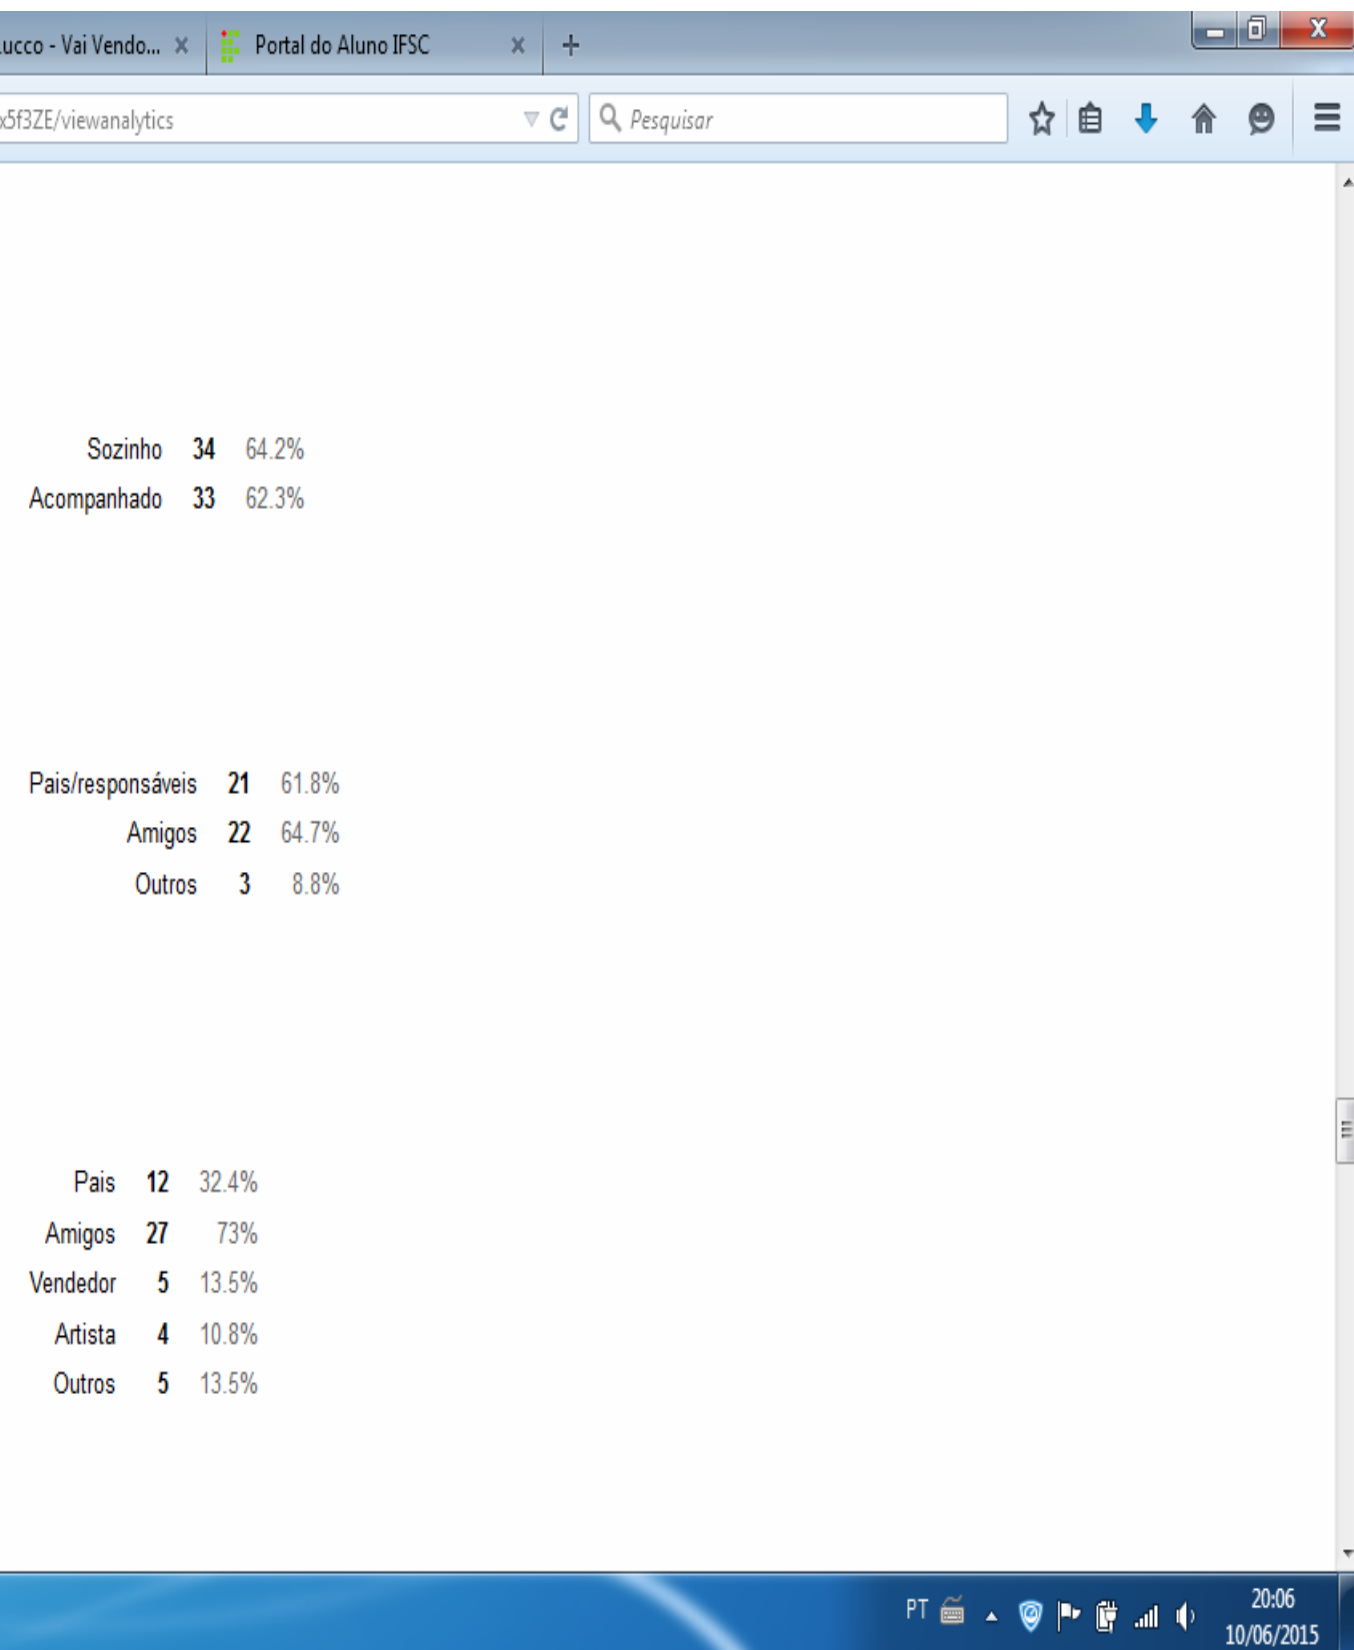 ucco - Vai Vendo...
Portal do Aluno IFSC
x5f3ZE/viewanalytics
Pesquisar
Sozinho 34 64.2%
Acompanhado 33 62.3%
Pais/responsáveis 21 61.8%
Amigos 22 64.7%
Outros 3 8.8%
Pais 12 32.4%
Amigos 27 73%
Vendedor 5 13.5%
Artista 4 10.8%
Outros 5 13.5%
PT
20:06
10/06/2015